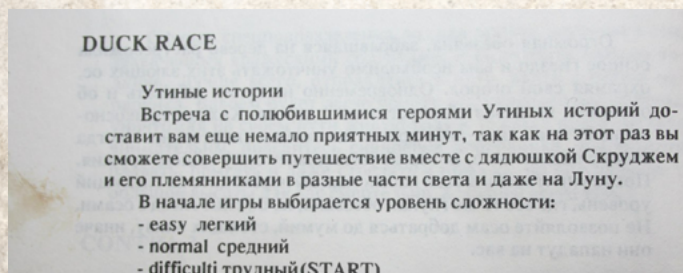 DUCK RACE
Утиные истории
Встреча с полюбившимися героями Утиных историй до-
ставит вам еще немало приятных минут, так как на этот раз вы
сможете совершить путешествие вместе с дядюшкой Скруджем
и его племянниками в разные части света и даже на Луну.
В начале игры выбирается уровень сложности:
- easy легкий
- normal средний
- difficulti трудный(START)